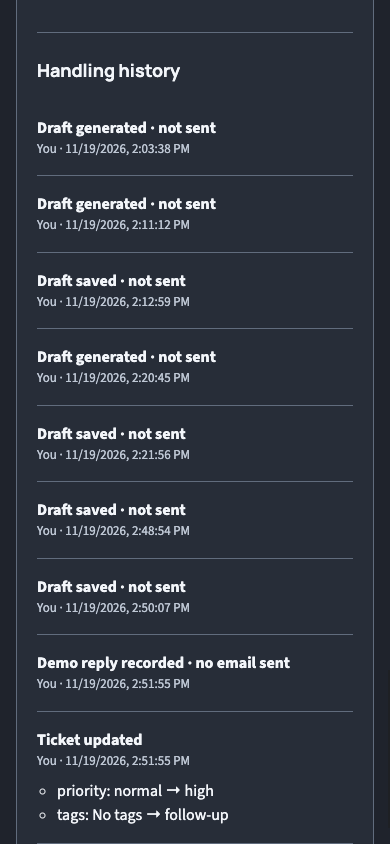 Handling history
Draft generated · not sent
You · 11/19/2026, 2:03:38 PM
Draft generated · not sent
You · 11/19/2026, 2:11:12 PM
Draft saved · not sent
You · 11/19/2026, 2:12:59 PM
Draft generated · not sent
You · 11/19/2026, 2:20:45 PM
Draft saved · not sent
You · 11/19/2026, 2:21:56 PM
Draft saved · not sent
You · 11/19/2026, 2:48:54 PM
Draft saved · not sent
You · 11/19/2026, 2:50:07 PM
Demo reply recorded · no email sent
You · 11/19/2026, 2:51:55 PM
Ticket updated
You · 11/19/2026, 2:51:55 PM
priority: normal → high
tags: No tags → follow-up